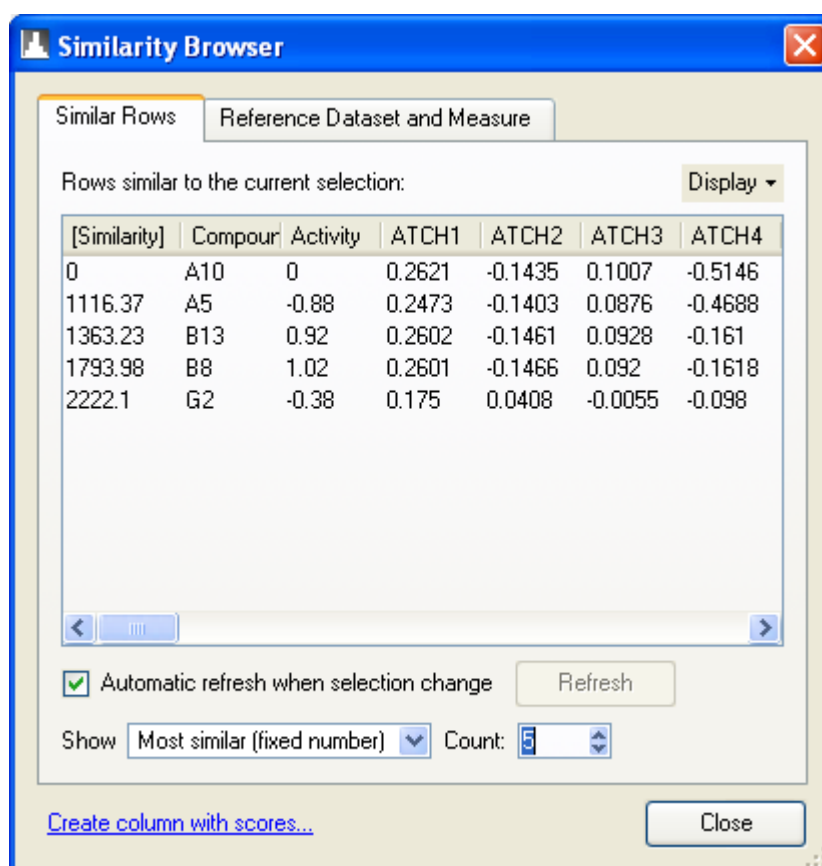 Similarity Browser
Similar Rows Reference Dataset and Measure
Rows similar to the current selection: Display
[Similarity] Compour Activity ATCH1 ATCH2 ATCH3 ATCH4
0 A10 0 0.2621 -0.1435 0.1007 -0.5146
1116.37 A5 -0.88 0.2473 -0.1403 0.0876 -0.4688
1363.23 B13 0.92 0.2602 -0.1461 0.0928 -0.161
1793.98 B8 1.02 0.2601 -0.1466 0.092 -0.1618
2222.1 G2 -0.38 0.175 0.0408 -0.0055 -0.098
Automatic refresh when selection change Refresh
Show Most similar (fixed number) Count: 5
Create column with scores... Close